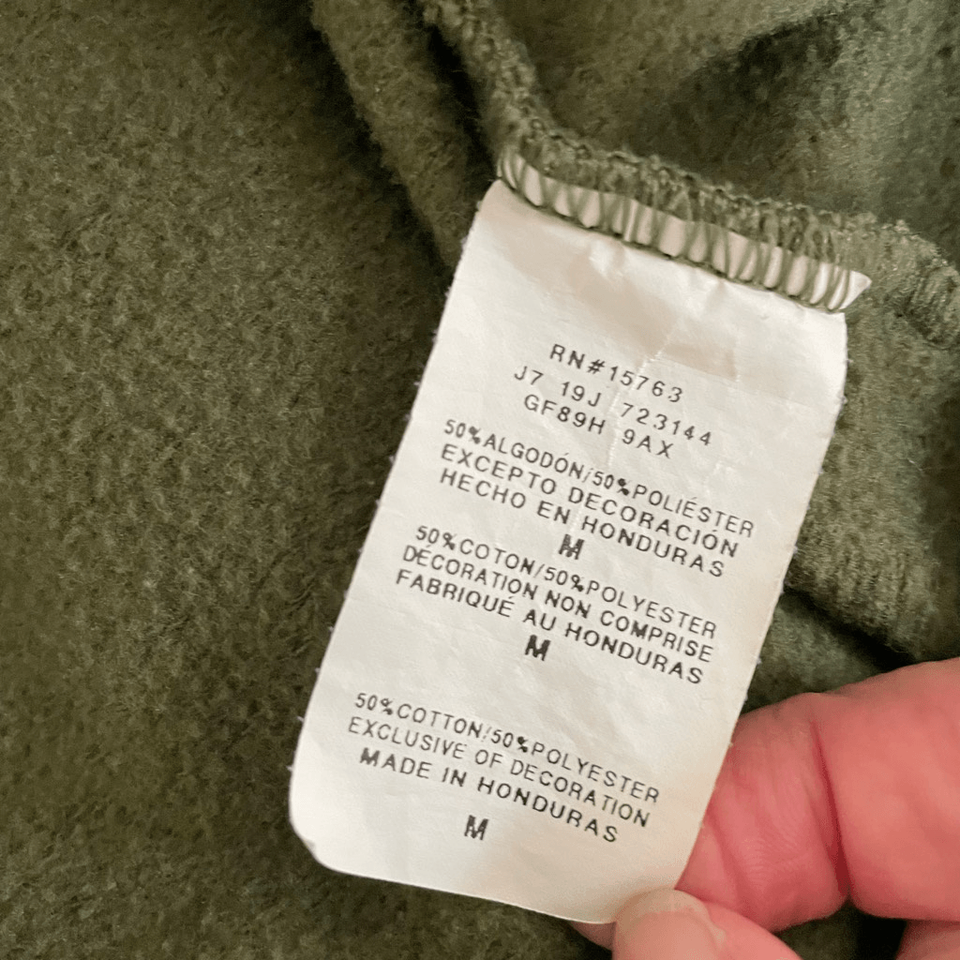 RN#15763
J7 19J 723144
GF89H 9AX
50%ALGODÓN/50%POLIÉSTER
EXCEPTO DECORACIÓN
HECHO EN HONDURAS
M
50%COTON/50%POLYESTER
DÉCORATION NON COMPRISE
FABRIQUÉ AU HONDURAS
M
50%COTTON/50%POLYESTER
EXCLUSIVE OF DECORATION
MADE IN HONDURAS
M